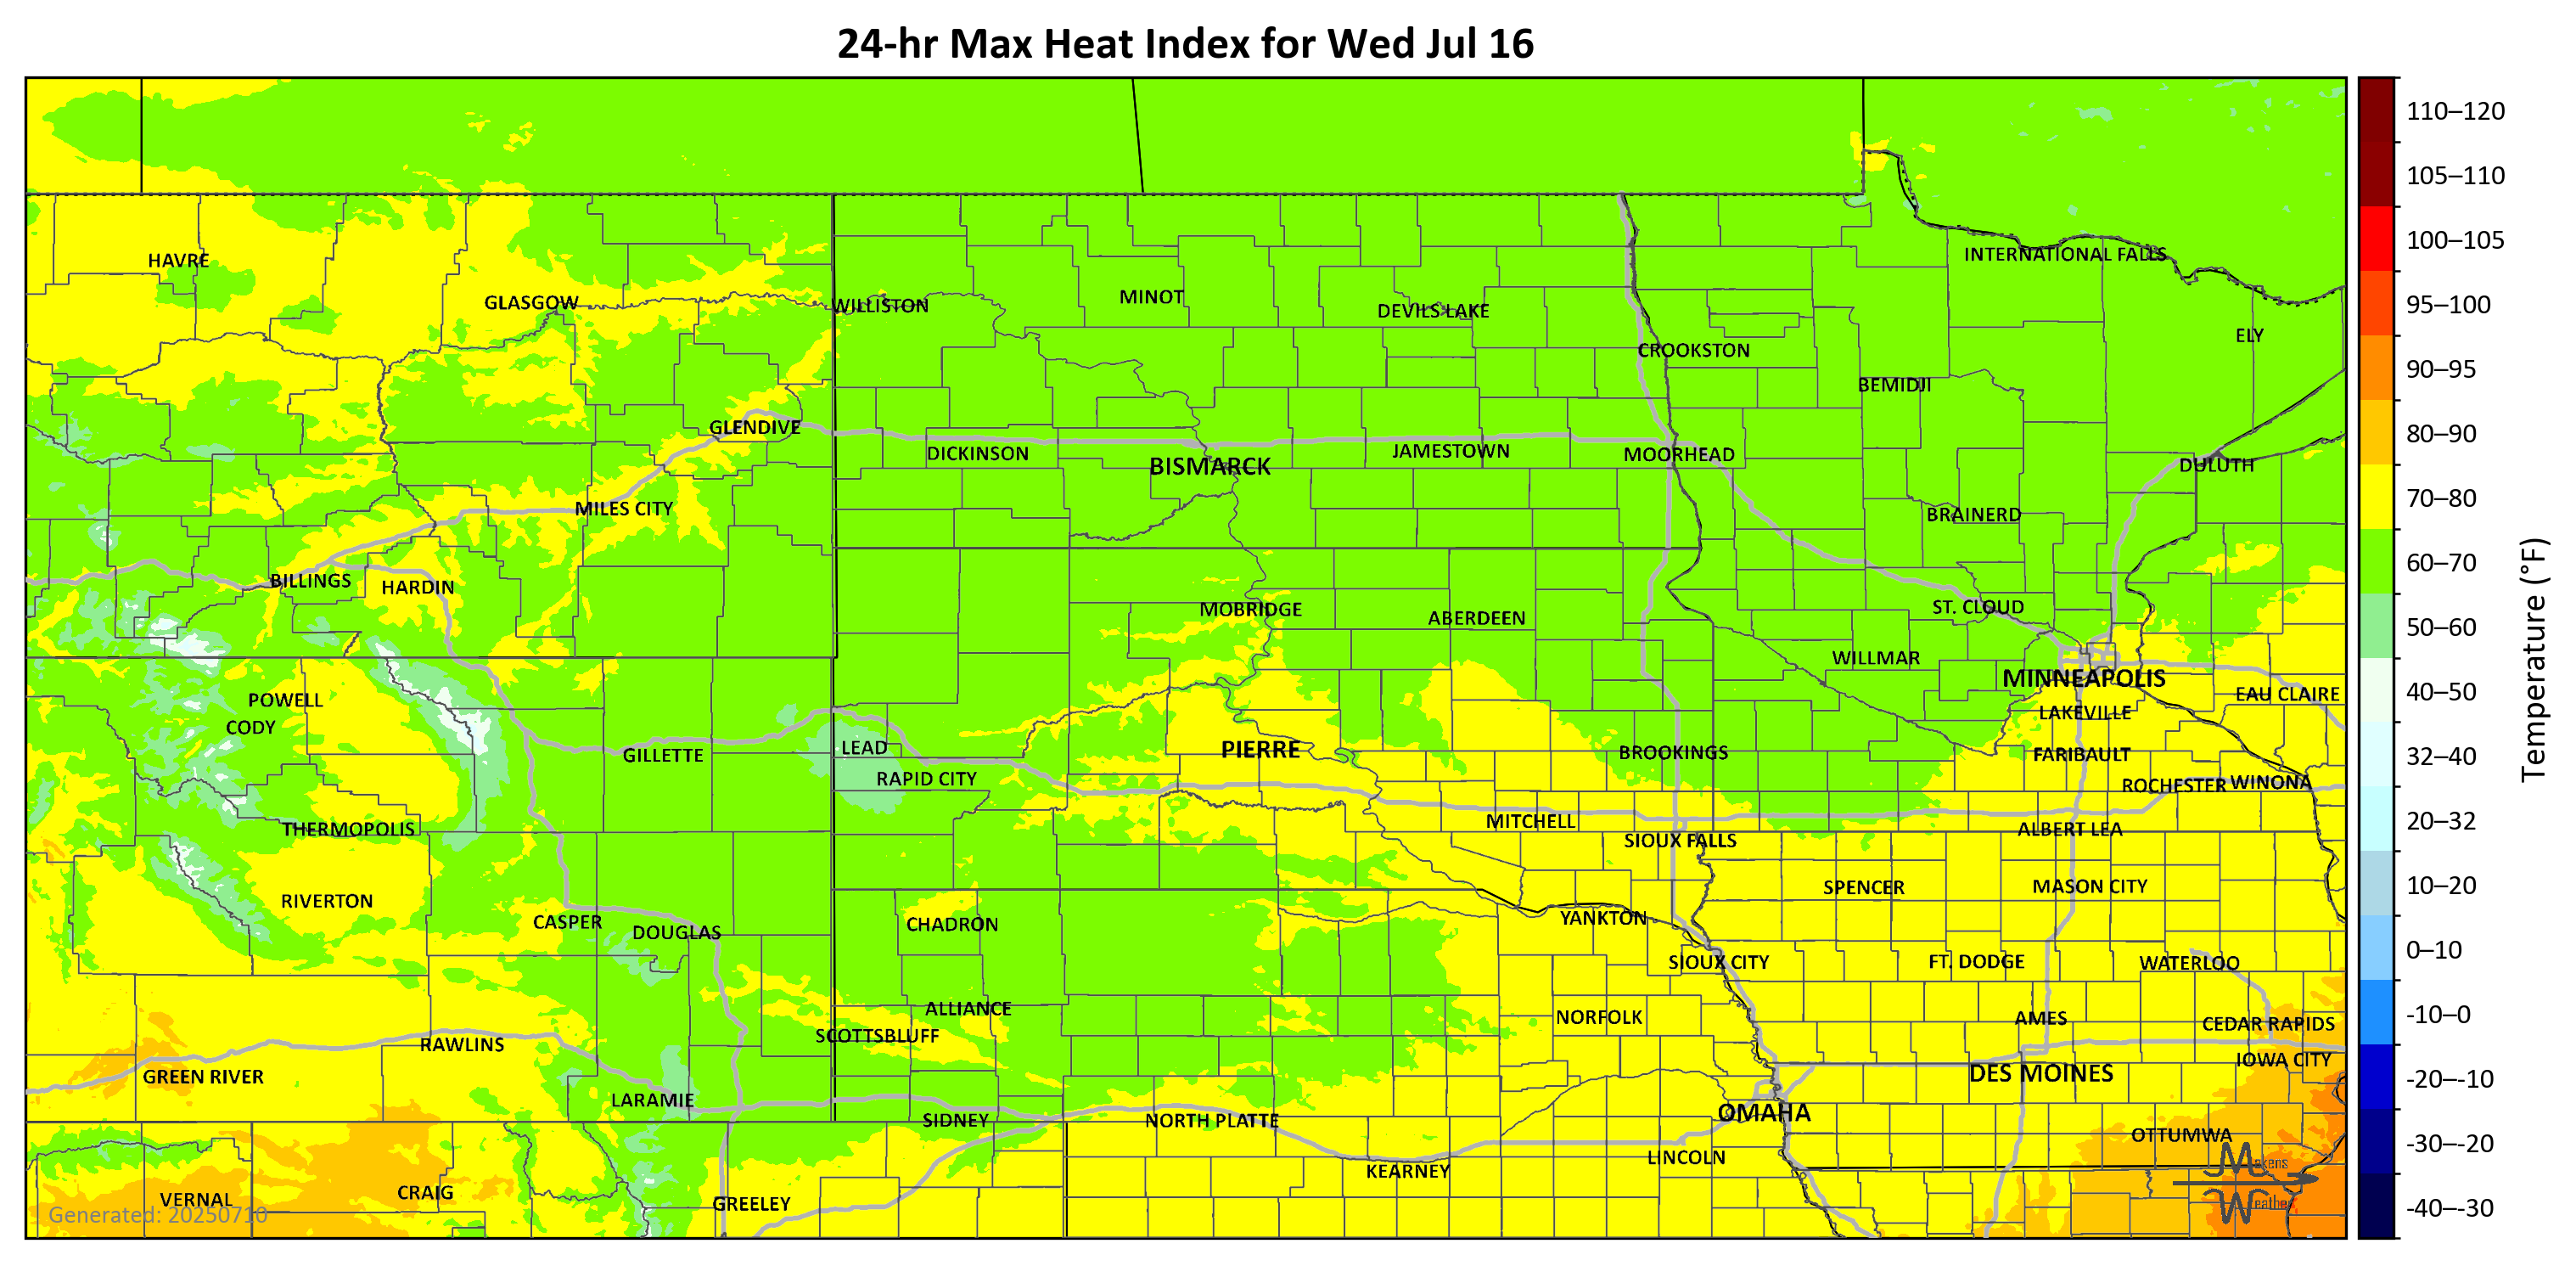 24-hr Max Heat Index for Wed Jul 16
HAVRE
GLASGOW
WILLISTON
MINOT
DEVILS LAKE
INTERNATIONAL FALLS
ELY
CROOKSTON
BEMIDJI
GLENDIVE
DICKINSON
BISMARCK
JAMESTOWN
MOORHEAD
DULUTH
MILES CITY
BRAINERD
BILLINGS
HARDIN
MOBRIDGE
ABERDEEN
ST. CLOUD
WILLMAR
MINNEAPOLIS
EAU CLAIRE
POWELL
CODY
LAKEVILLE
GILLETTE
LEAD
PIERRE
BROOKINGS
FARIBAULT
RAPID CITY
ROCHESTER
WINONA
THERMOPOLIS
MITCHELL
SIOUX FALLS
ALBERT LEA
RIVERTON
SPENCER
MASON CITY
CASPER
DOUGLAS
CHADRON
YANKTON
SIOUX CITY
FT. DODGE
WATERLOO
ALLIANCE
NORFOLK
AMES
CEDAR RAPIDS
SCOTTSBLUFF
RAWLINS
IOWA CITY
GREEN RIVER
DES MOINES
LARAMIE
SIDNEY
NORTH PLATTE
OMAHA
OTTUMWA
LINCOLN
KEARNEY
VERNAL
CRAIG
GREELEY
Generated: 20250710
Makens
Weather
110–120
105–110
100–105
95–100
90–95
80–90
70–80
60–70
50–60
40–50
32–40
20–32
10–20
0–10
-10–0
-20–-10
-30–-20
-40–-30
Temperature (°F)